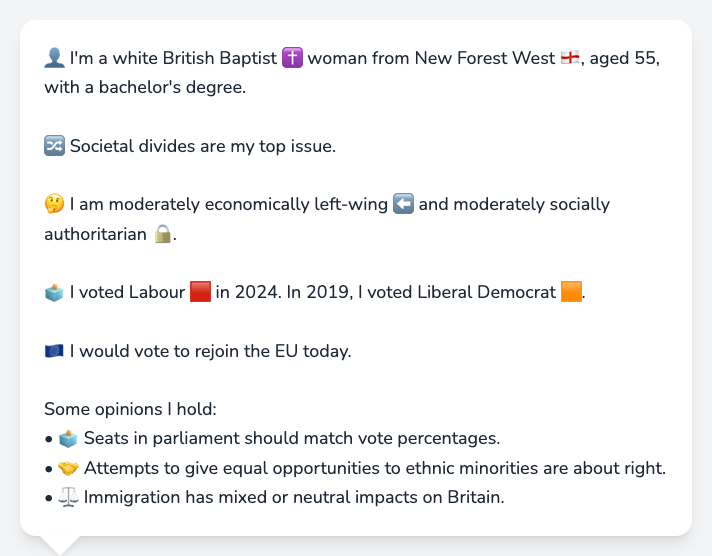 👤 I'm a white British Baptist ✝️ woman from New Forest West 🏴󠁧󠁢󠁥󠁮󠁧󠁿, aged 55,
with a bachelor's degree.
🔀 Societal divides are my top issue.
🤔 I am moderately economically left-wing ⬅️ and moderately socially
authoritarian 🔒.
🗳️ I voted Labour 🟥 in 2024. In 2019, I voted Liberal Democrat 🟧.
🇪🇺 I would vote to rejoin the EU today.
Some opinions I hold:
• 🗳️ Seats in parliament should match vote percentages.
• 🤝 Attempts to give equal opportunities to ethnic minorities are about right.
• ⚖️ Immigration has mixed or neutral impacts on Britain.